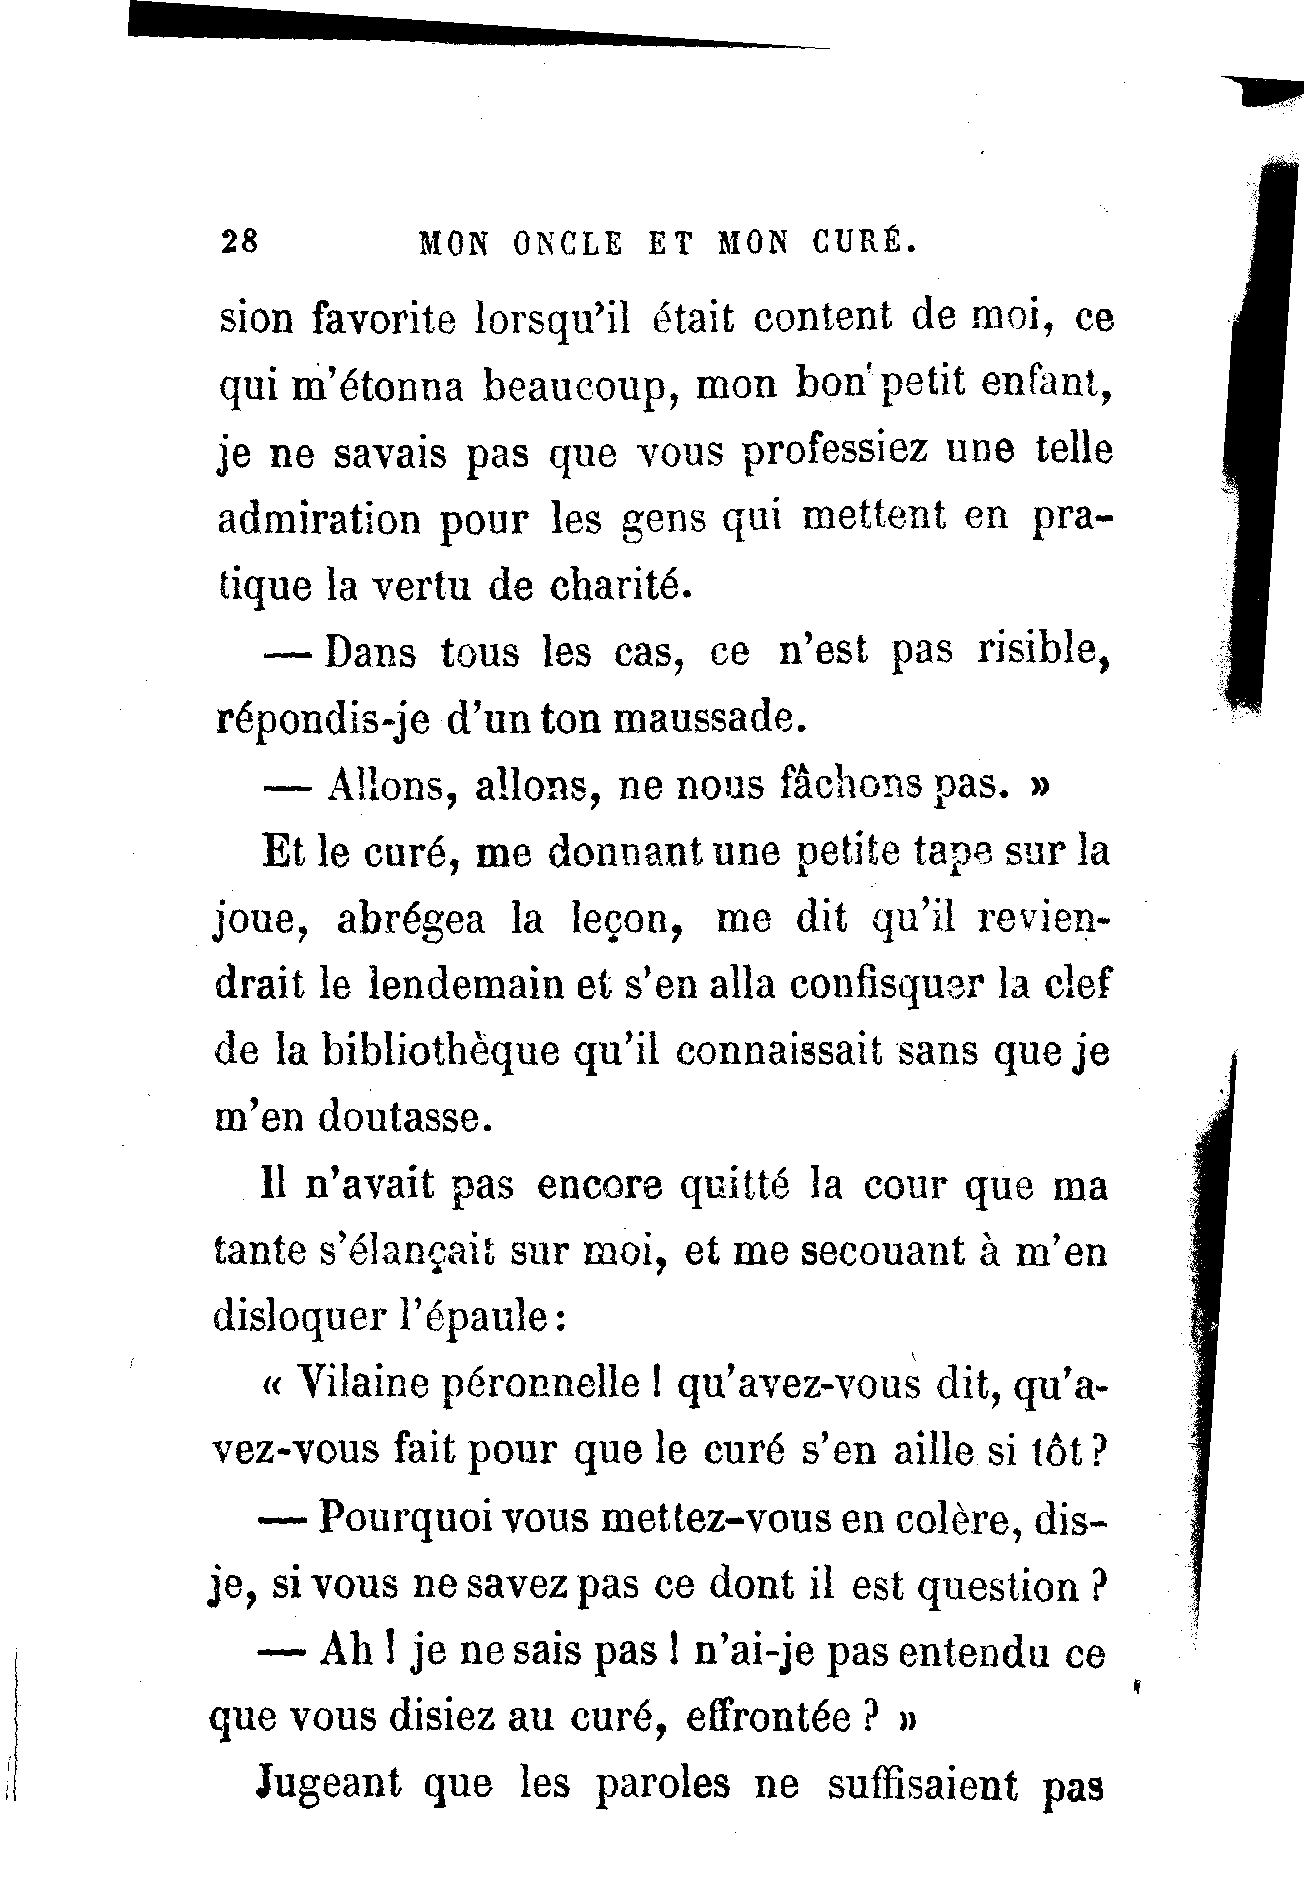 28 MON ONCLE ET MON CURÉ.
sion favorite lorsqu'il était content de moi, ce
qui m'étonna beaucoup, mon bon petit enfant,
je ne savais pas que vous professiez une telle
admiration pour les gens qui mettent en pra-
tique la vertu de charité.
— Dans tous les cas, ce n'est pas risible,
répondis-je d'un ton maussade.
— Allons, allons, ne nous fâchons pas. »
Et le curé, me donnant une petite tape sur la
joue, abrégea la leçon, me dit qu'il revien-
drait le lendemain et s'en alla confisquer la clef
de la bibliothèque qu'il connaissait sans que je
m'en doutasse.
Il n'avait pas encore quitté la cour que ma
tante s'élançait sur moi, et me secouant à m'en
disloquer l'épaule :
« Vilaine péronnelle ! qu'avez-vous dit, qu'a-
vez-vous fait pour que le curé s'en aille si tôt ?
— Pourquoi vous mettez-vous en colère, dis-
je, si vous ne savez pas ce dont il est question ?
— Ah ! je ne sais pas ! n'ai-je pas entendu ce
que vous disiez au curé, effrontée ? »
Jugeant que les paroles ne suffisaient pas